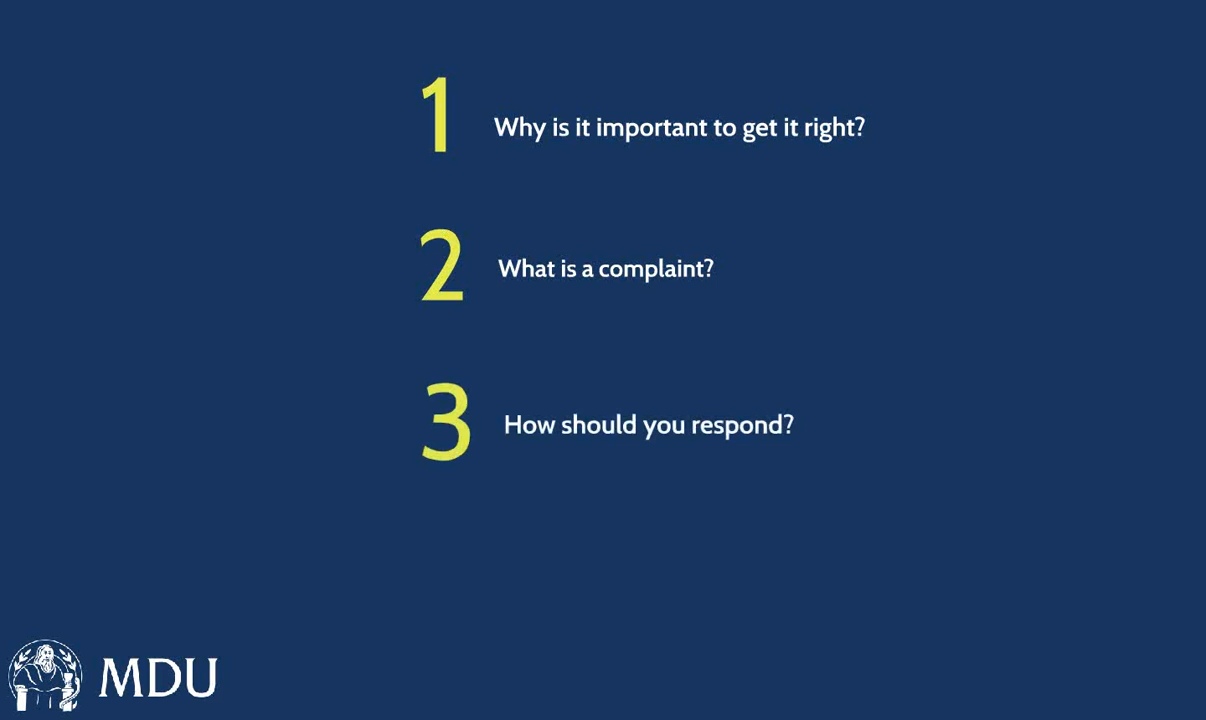 1
Why is it important to get it right?
2
What is a complaint?
3
How should you respond?
MDU